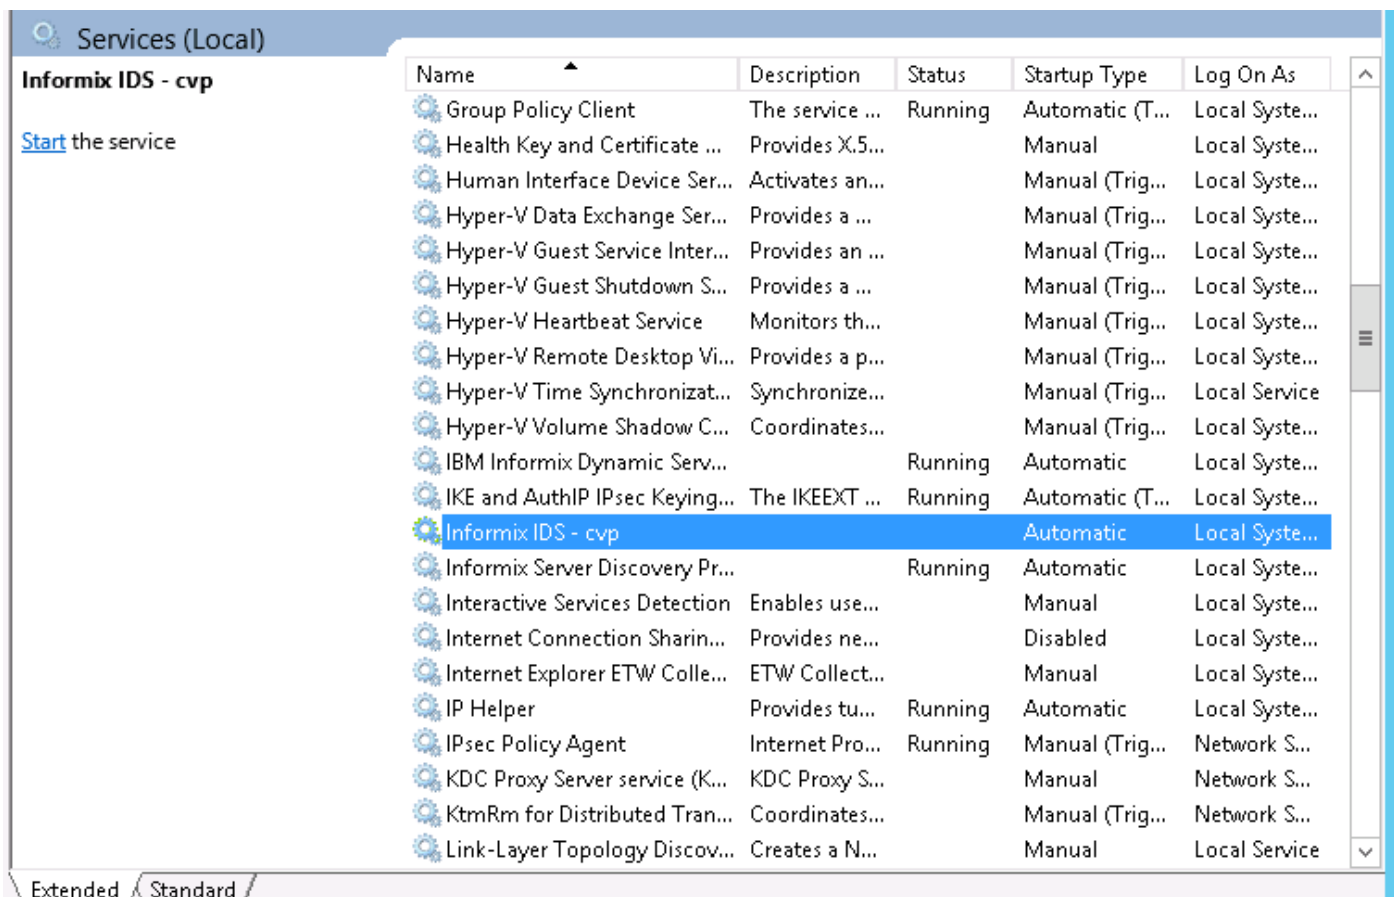 Services (Local)
Informix IDS - cvp
Start the service
Name Description Status Startup Type Log On As
Group Policy Client The service ... Running Automatic (T... Local Syste...
Health Key and Certificate ... Provides X.5... Manual Local Syste...
Human Interface Device Ser... Activates an... Manual (Trig... Local Syste...
Hyper-V Data Exchange Ser... Provides a ... Manual (Trig... Local Syste...
Hyper-V Guest Service Inter... Provides an ... Manual (Trig... Local Syste...
Hyper-V Guest Shutdown S... Provides a ... Manual (Trig... Local Syste...
Hyper-V Heartbeat Service Monitors th... Manual (Trig... Local Syste...
Hyper-V Remote Desktop Vi... Provides a p... Manual (Trig... Local Syste...
Hyper-V Time Synchronizat... Synchronize... Manual (Trig... Local Service
Hyper-V Volume Shadow C... Coordinates... Manual (Trig... Local Syste...
IBM Informix Dynamic Serv... Running Automatic Local Syste...
IKE and AuthIP IPsec Keying... The IKEEXT ... Running Automatic (T... Local Syste...
Informix IDS - cvp Automatic Local Syste...
Informix Server Discovery Pr... Running Automatic Local Syste...
Interactive Services Detection Enables use... Manual Local Syste...
Internet Connection Sharin... Provides ne... Disabled Local Syste...
Internet Explorer ETW Colle... ETW Collect... Manual Local Syste...
IP Helper Provides tu... Running Automatic Local Syste...
IPsec Policy Agent Internet Pro... Running Manual (Trig... Network S...
KDC Proxy Server service (K... KDC Proxy S... Manual Network S...
KtmRm for Distributed Tran... Coordinates... Manual (Trig... Network S...
Link-Layer Topology Discov... Creates a N... Manual Local Service
Extended Standard